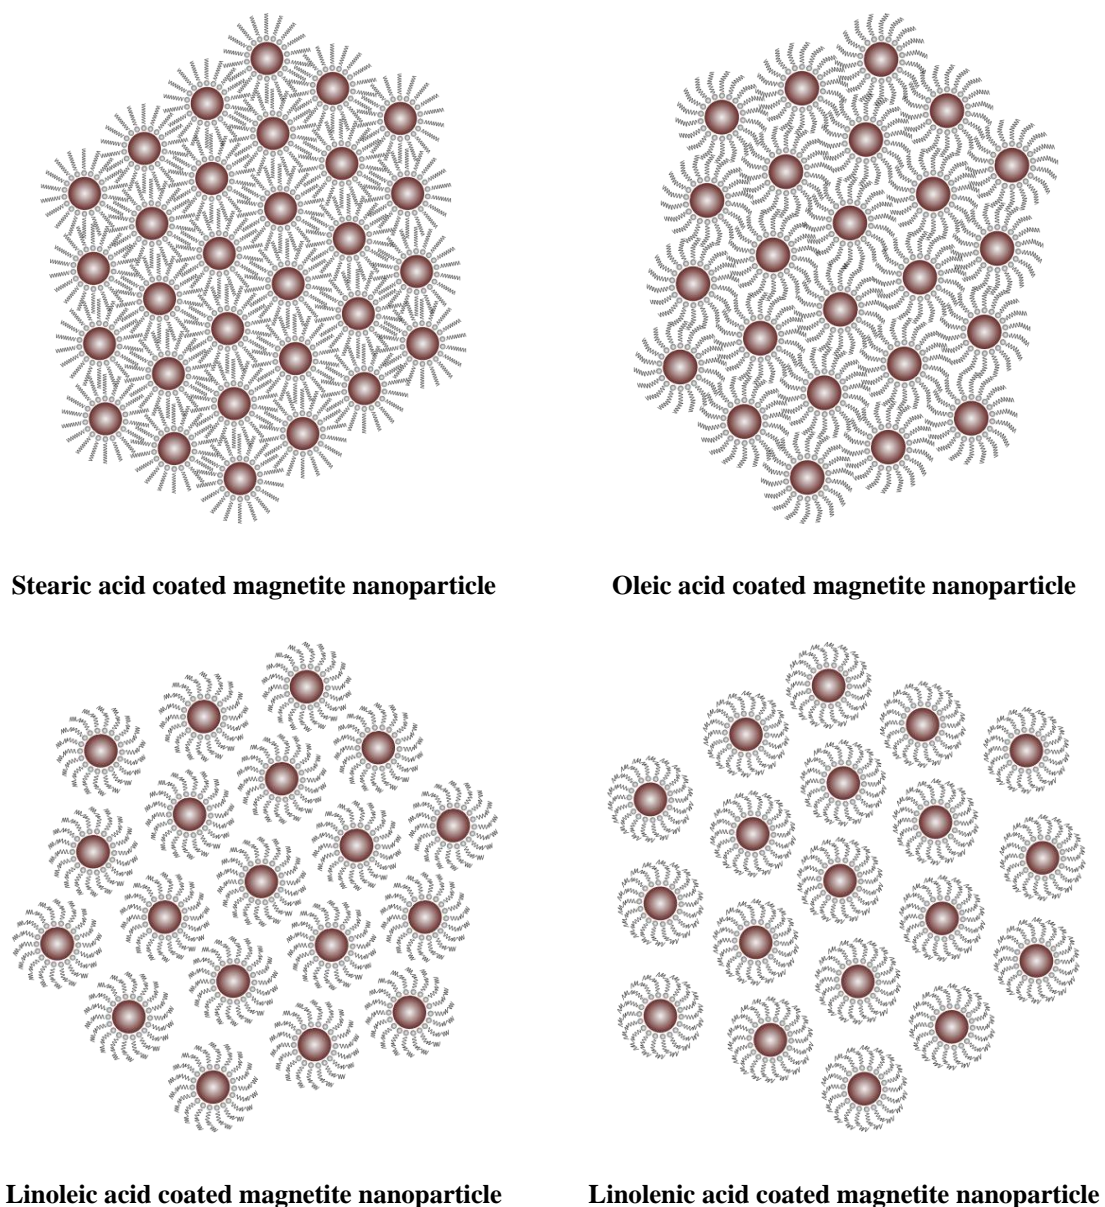 Stearic acid coated magnetite nanoparticle
Oleic acid coated magnetite nanoparticle
Linoleic acid coated magnetite nanoparticle
Linolenic acid coated magnetite nanoparticle